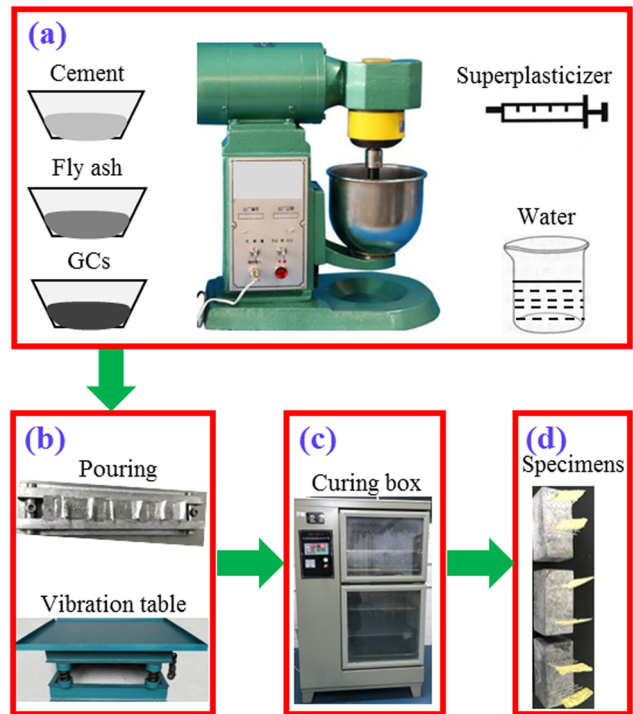 (a)
Cement
Superplasticizer
Fly ash
Water
GCs
(b)
Pouring
Vibration table
(c)
Curing box
(d)
Specimens